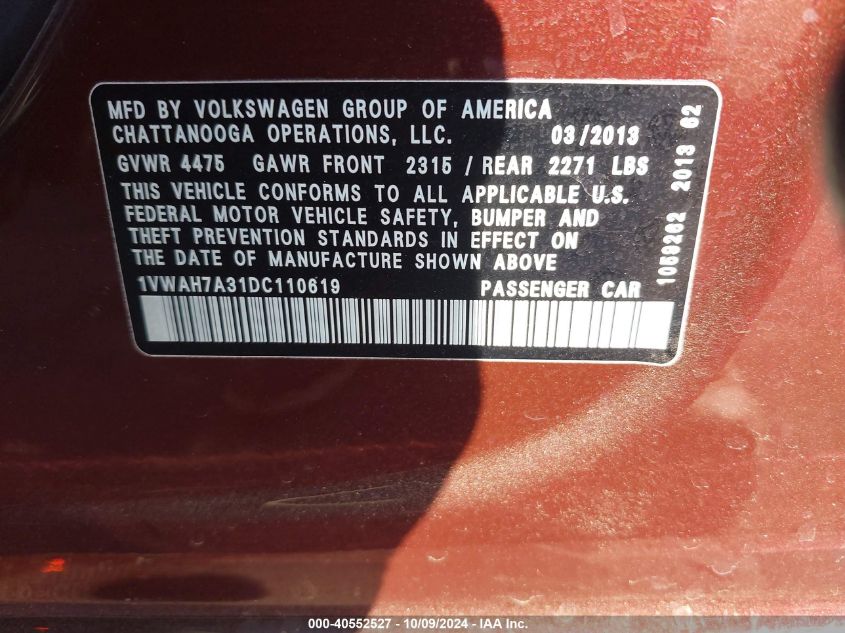 MFD BY VOLKSWAGEN GROUP OF AMERICA
CHATTANOOGA OPERATIONS, LLC. 03/2013
GVWR 4475 GAWR FRONT 2315 / REAR 2271 LBS
THIS VEHICLE CONFORMS TO ALL APPLICABLE U.S.
FEDERAL MOTOR VEHICLE SAFETY, BUMPER AND
THEFT PREVENTION STANDARDS IN EFFECT ON
THE DATE OF MANUFACTURE SHOWN ABOVE
1VWAH7A31DC110619 PASSENGER CAR
1059262 2013 62
000-40552527 - 10/09/2024 - IAA Inc.